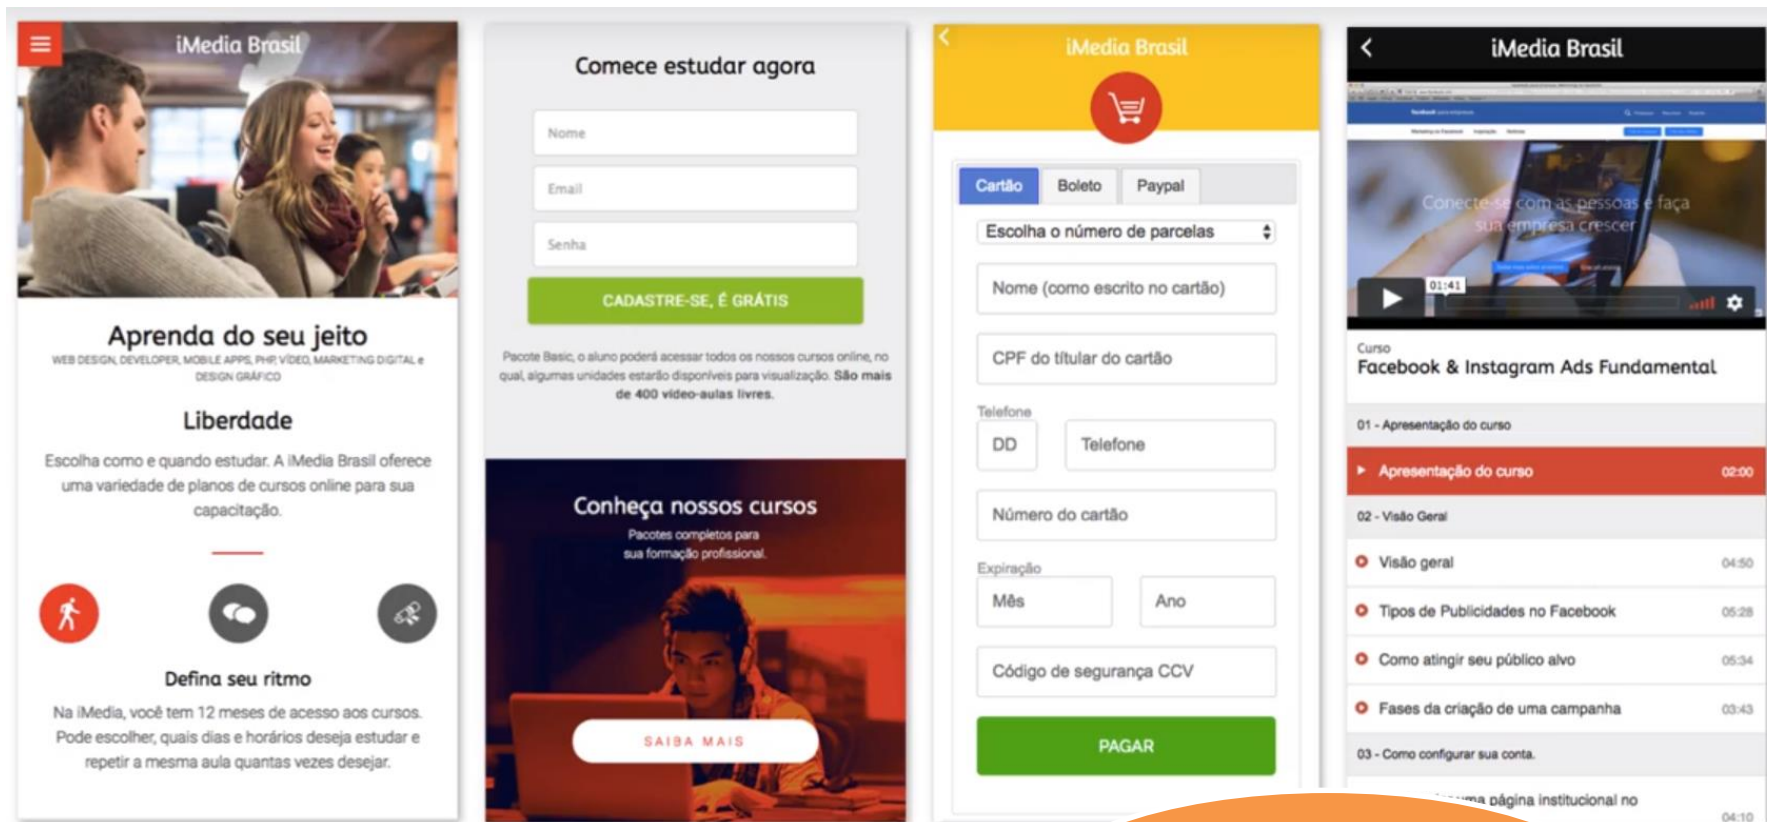 iMedia Brasil
Aprenda do seu jeito
WEB DESIGN, DEVELOPER, MOBILE APPS, PHP, VÍDEO, MARKETING DIGITAL e
DESIGN GRÁFICO
Liberdade
Escolha como e quando estudar. A iMedia Brasil oferece
uma variedade de planos de cursos online para sua
capacitação.
Defina seu ritmo
Na iMedia, você tem 12 meses de acesso aos cursos.
Pode escolher, quais dias e horários deseja estudar e
repetir a mesma aula quantas vezes desejar.
Comece estudar agora
Nome
Email
Senha
CADASTRE-SE, É GRÁTIS
Pacote Basic, o aluno poderá acessar todos os nossos cursos online, no
qual, algumas unidades estarão disponíveis para visualização. São mais
de 400 vídeo-aulas livres.
Conheça nossos cursos
Pacotes completos para
sua formação profissional.
SAIBA MAIS
iMedia Brasil
Cartão Boleto Paypal
Escolha o número de parcelas
Nome (como escrito no cartão)
CPF do títular do cartão
Telefone
DD Telefone
Número do cartão
Expiração
Mês Ano
Código de segurança CCV
PAGAR
iMedia Brasil
Conecte-se com as pessoas e faça
sua empresa crescer
01:41
Curso
Facebook & Instagram Ads Fundamental
01 - Apresentação do curso
Apresentação do curso 02:00
02 - Visão Geral
Visão geral 04:50
Tipos de Publicidades no Facebook 05:28
Como atingir seu público alvo 05:34
Fases da criação de uma campanha 03:43
03 - Como configurar sua conta.
página institucional no
04:10